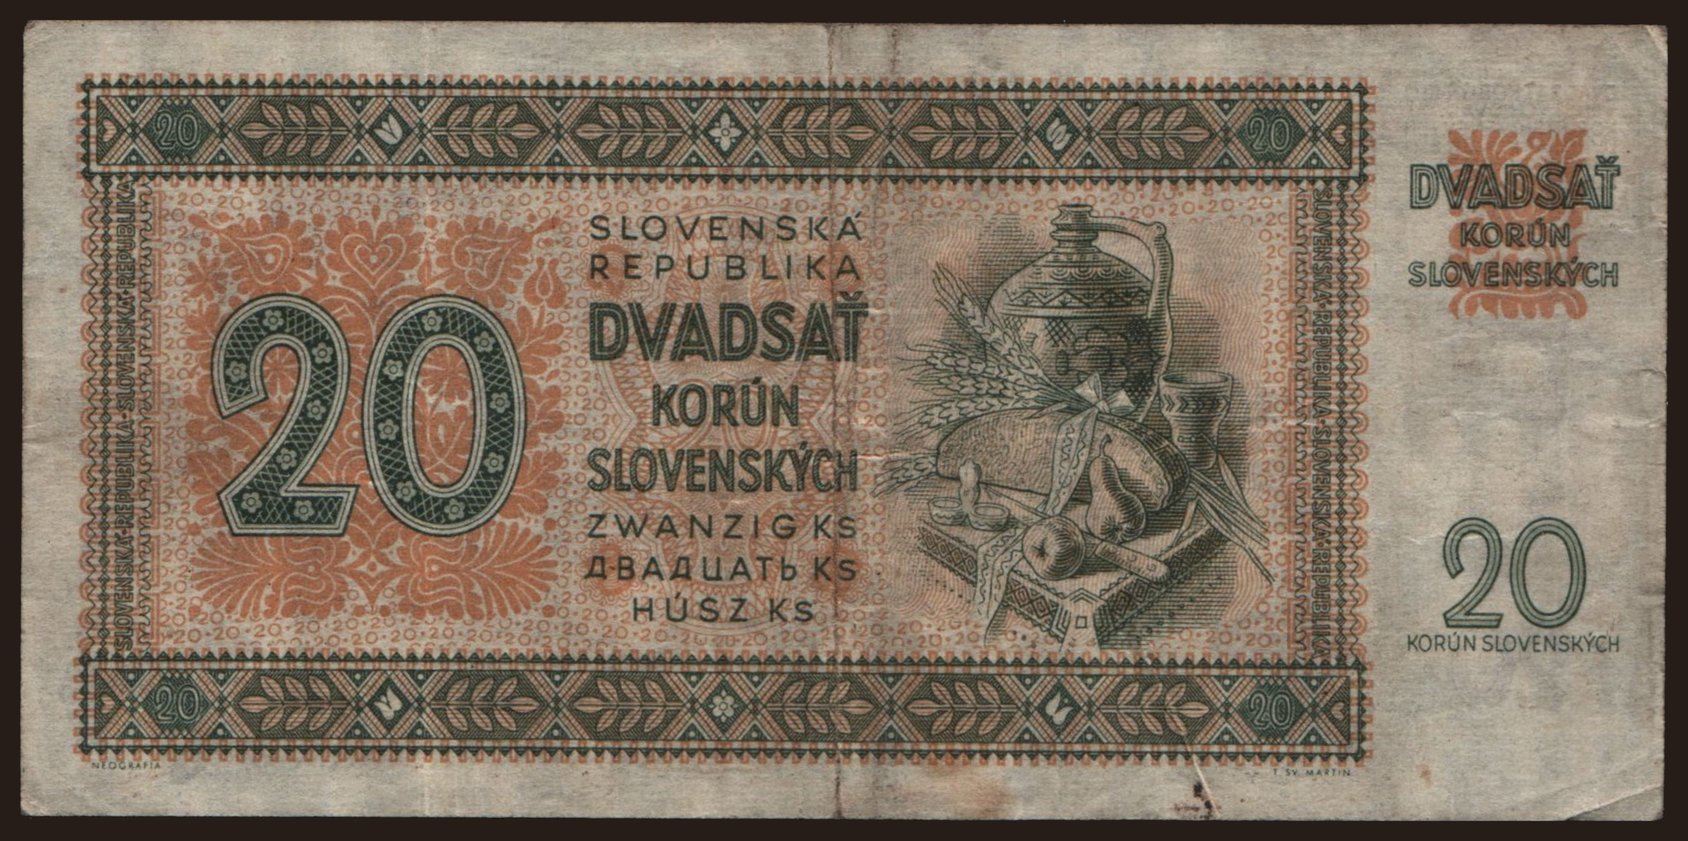 20 20
SLOVENSKÁ·REPUBLIKA·SLOVENSKÁ·REPUBLIKA
20
SLOVENSKÁ
REPUBLIKA
DVADSAŤ
KORÚN
SLOVENSKÝCH
ZWANZIG KS
ДВАДЦАТЬ KS
HÚSZ KS
SLOVENSKÁ·REPUBLIKA·SLOVENSKÁ·REPUBLIKA
20 20
NEOGRAFIA
T. SV. MARTIN
DVADSAŤ
KORÚN
SLOVENSKÝCH
20
KORÚN SLOVENSKÝCH